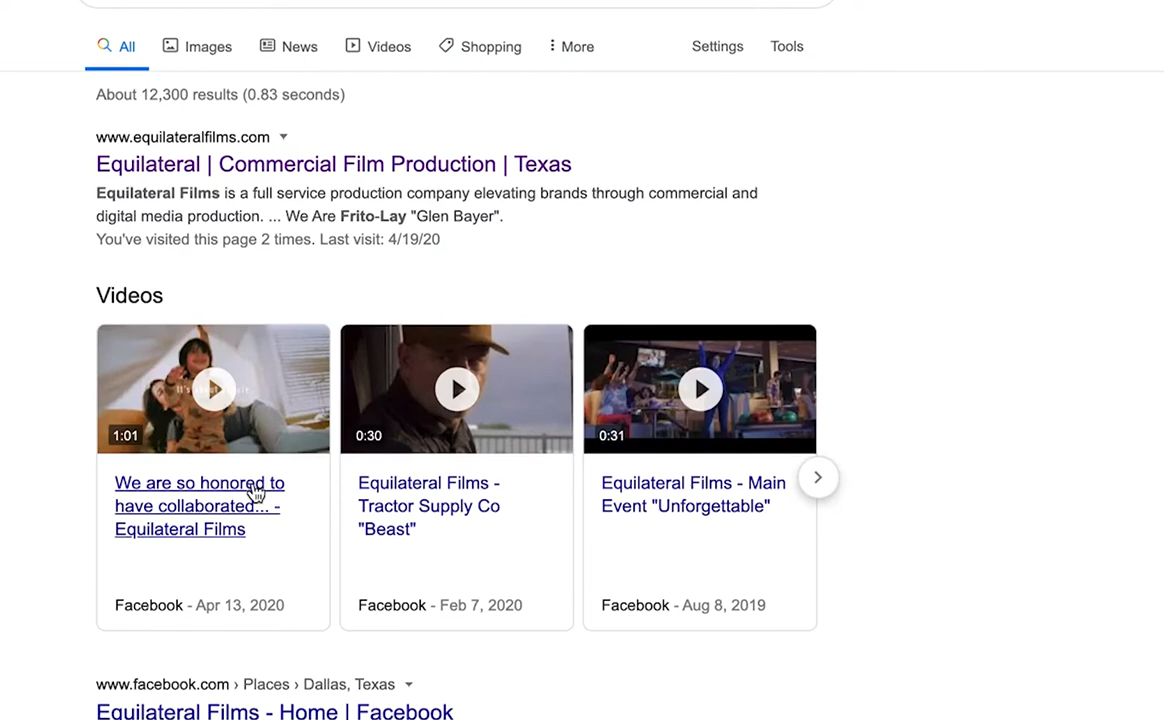 All Images News Videos Shopping More Settings Tools
About 12,300 results (0.83 seconds)
www.equilateralfilms.com
Equilateral | Commercial Film Production | Texas
Equilateral Films is a full service production company elevating brands through commercial and
digital media production. ... We Are Frito-Lay "Glen Bayer".
You've visited this page 2 times. Last visit: 4/19/20
Videos
1:01
We are so honored to
have collaborated... -
Equilateral Films
Facebook - Apr 13, 2020
0:30
Equilateral Films -
Tractor Supply Co
"Beast"
Facebook - Feb 7, 2020
0:31
Equilateral Films - Main
Event "Unforgettable"
Facebook - Aug 8, 2019
www.facebook.com › Places › Dallas, Texas
Equilateral Films - Home | Facebook